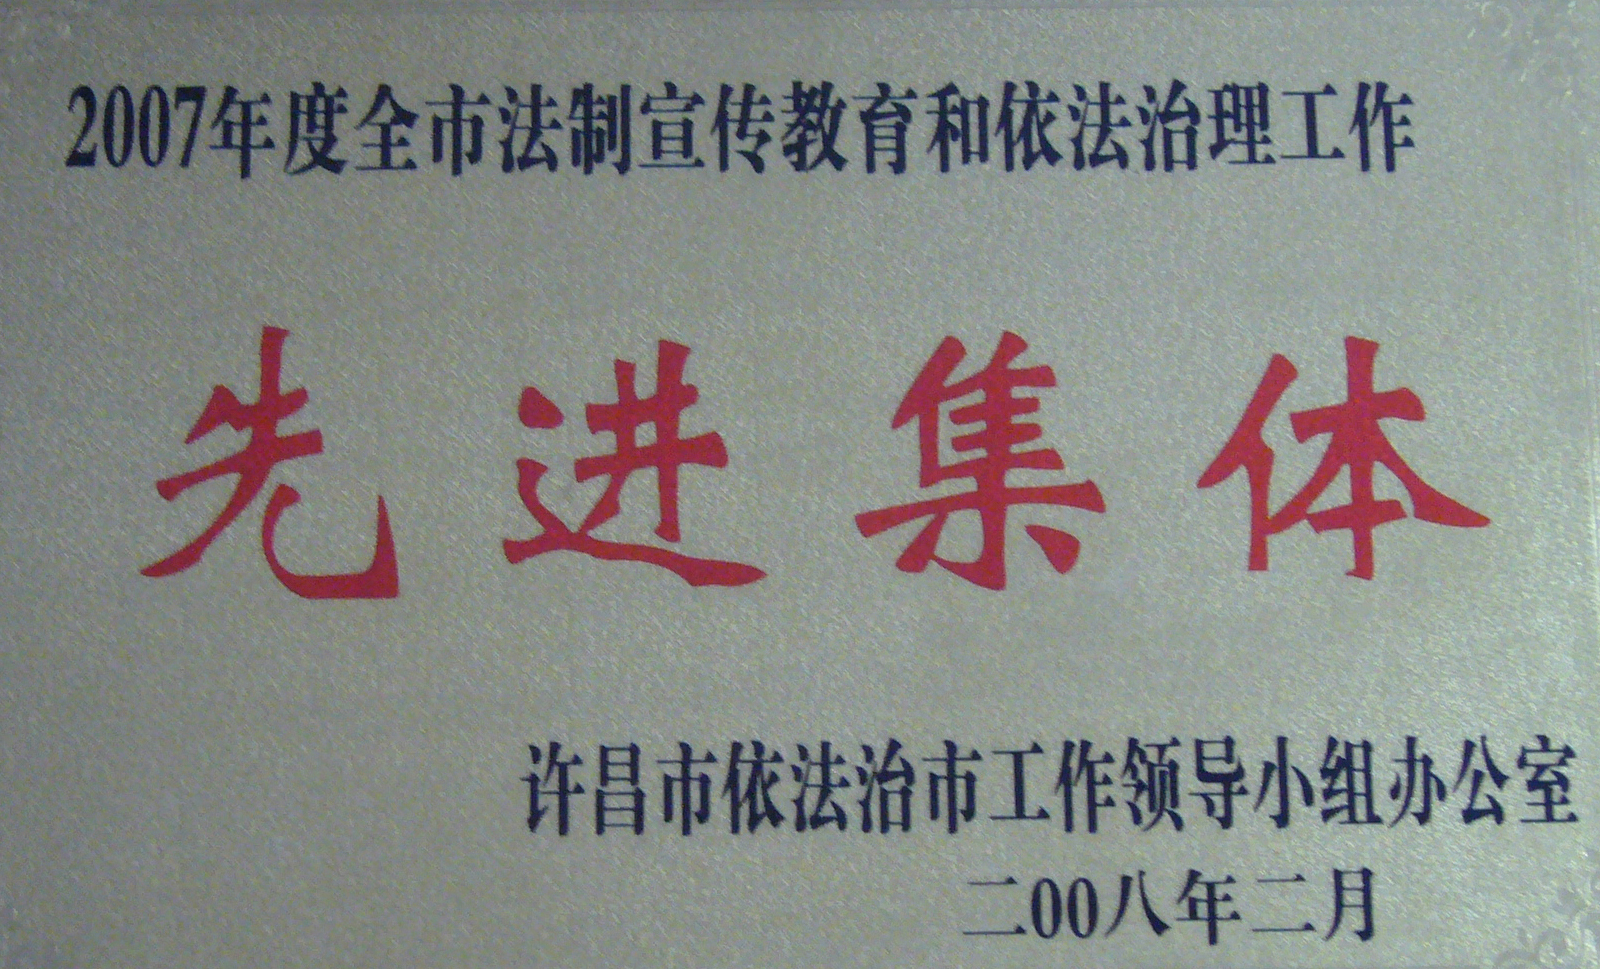 2007年度全市法制宣传教育和依法治理工作
先进集体
许昌市依法治市工作领导小组办公室
二00八年二月